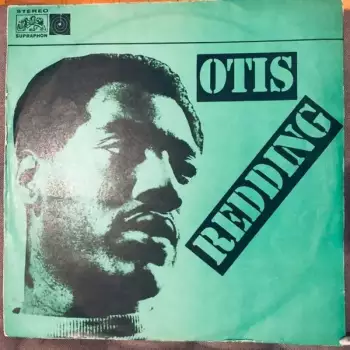 STEREO
SUPRAPHON
OTIS
REDDING